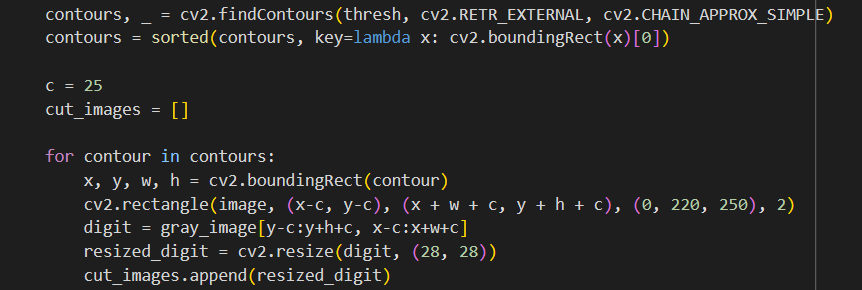 contours, _ = cv2.findContours(thresh, cv2.RETR_EXTERNAL, cv2.CHAIN_APPROX_SIMPLE)
contours = sorted(contours, key=lambda x: cv2.boundingRect(x)[0])
c = 25
cut_images = []
for contour in contours:
x, y, w, h = cv2.boundingRect(contour)
cv2.rectangle(image, (x-c, y-c), (x + w + c, y + h + c), (0, 220, 250), 2)
digit = gray_image[y-c:y+h+c, x-c:x+w+c]
resized_digit = cv2.resize(digit, (28, 28))
cut_images.append(resized_digit)